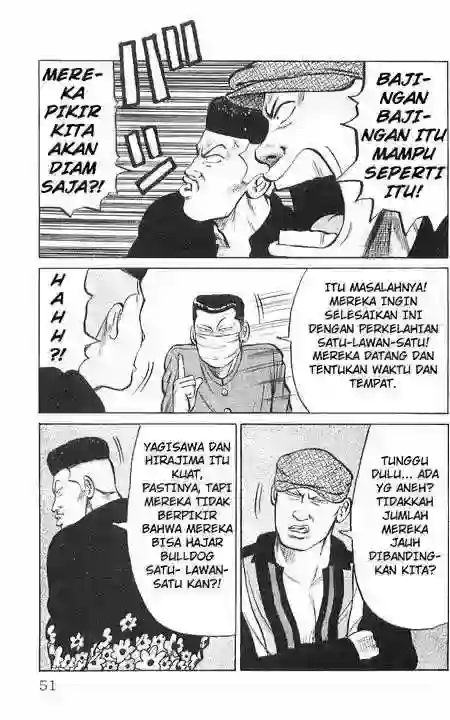 BAJI-
NGAN
BAJI-
NGAN ITU
MAMPU
SEPERTI
ITU!
MERE-
KA
PIKIR
KITA
AKAN
DIAM
SAJA?!
ITU MASALAHNYA!
MEREKA INGIN
SELESAIKAN INI
DENGAN PERKELAHIAN
SATU-LAWAN-SATU!
MEREKA DATANG DAN
TENTUKAN WAKTU DAN
TEMPAT.
H
A
H
H
?!
TUNGGU
DULU... ADA
YG ANEH?
TIDAKKAH
JUMLAH
MEREKA
JAUH
DIBANDING-
KAN KITA?
YAGISAWA DAN
HIRAJIMA ITU
KUAT,
PASTINYA, TAPI
MEREKA TIDAK
BERPIKIR
BAHWA MEREKA
BISA HAJAR
BULLDOG
SATU- LAWAN-
SATU KAN?!
51